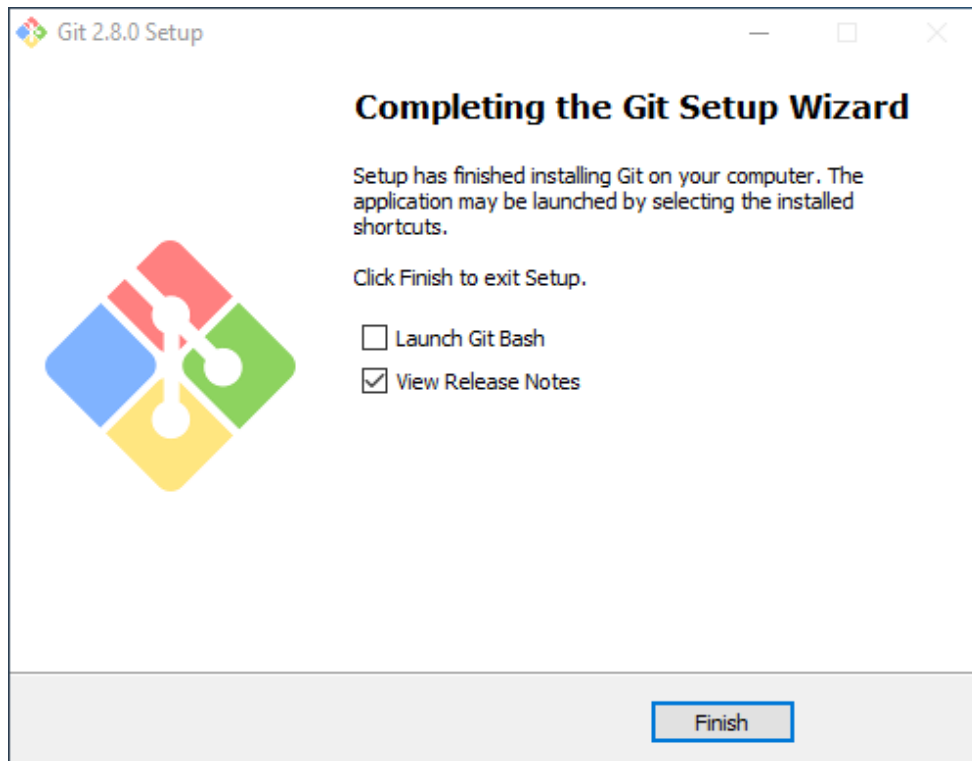 Git 2.8.0 Setup
Completing the Git Setup Wizard
Setup has finished installing Git on your computer. The
application may be launched by selecting the installed
shortcuts.
Click Finish to exit Setup.
Launch Git Bash
View Release Notes
Finish